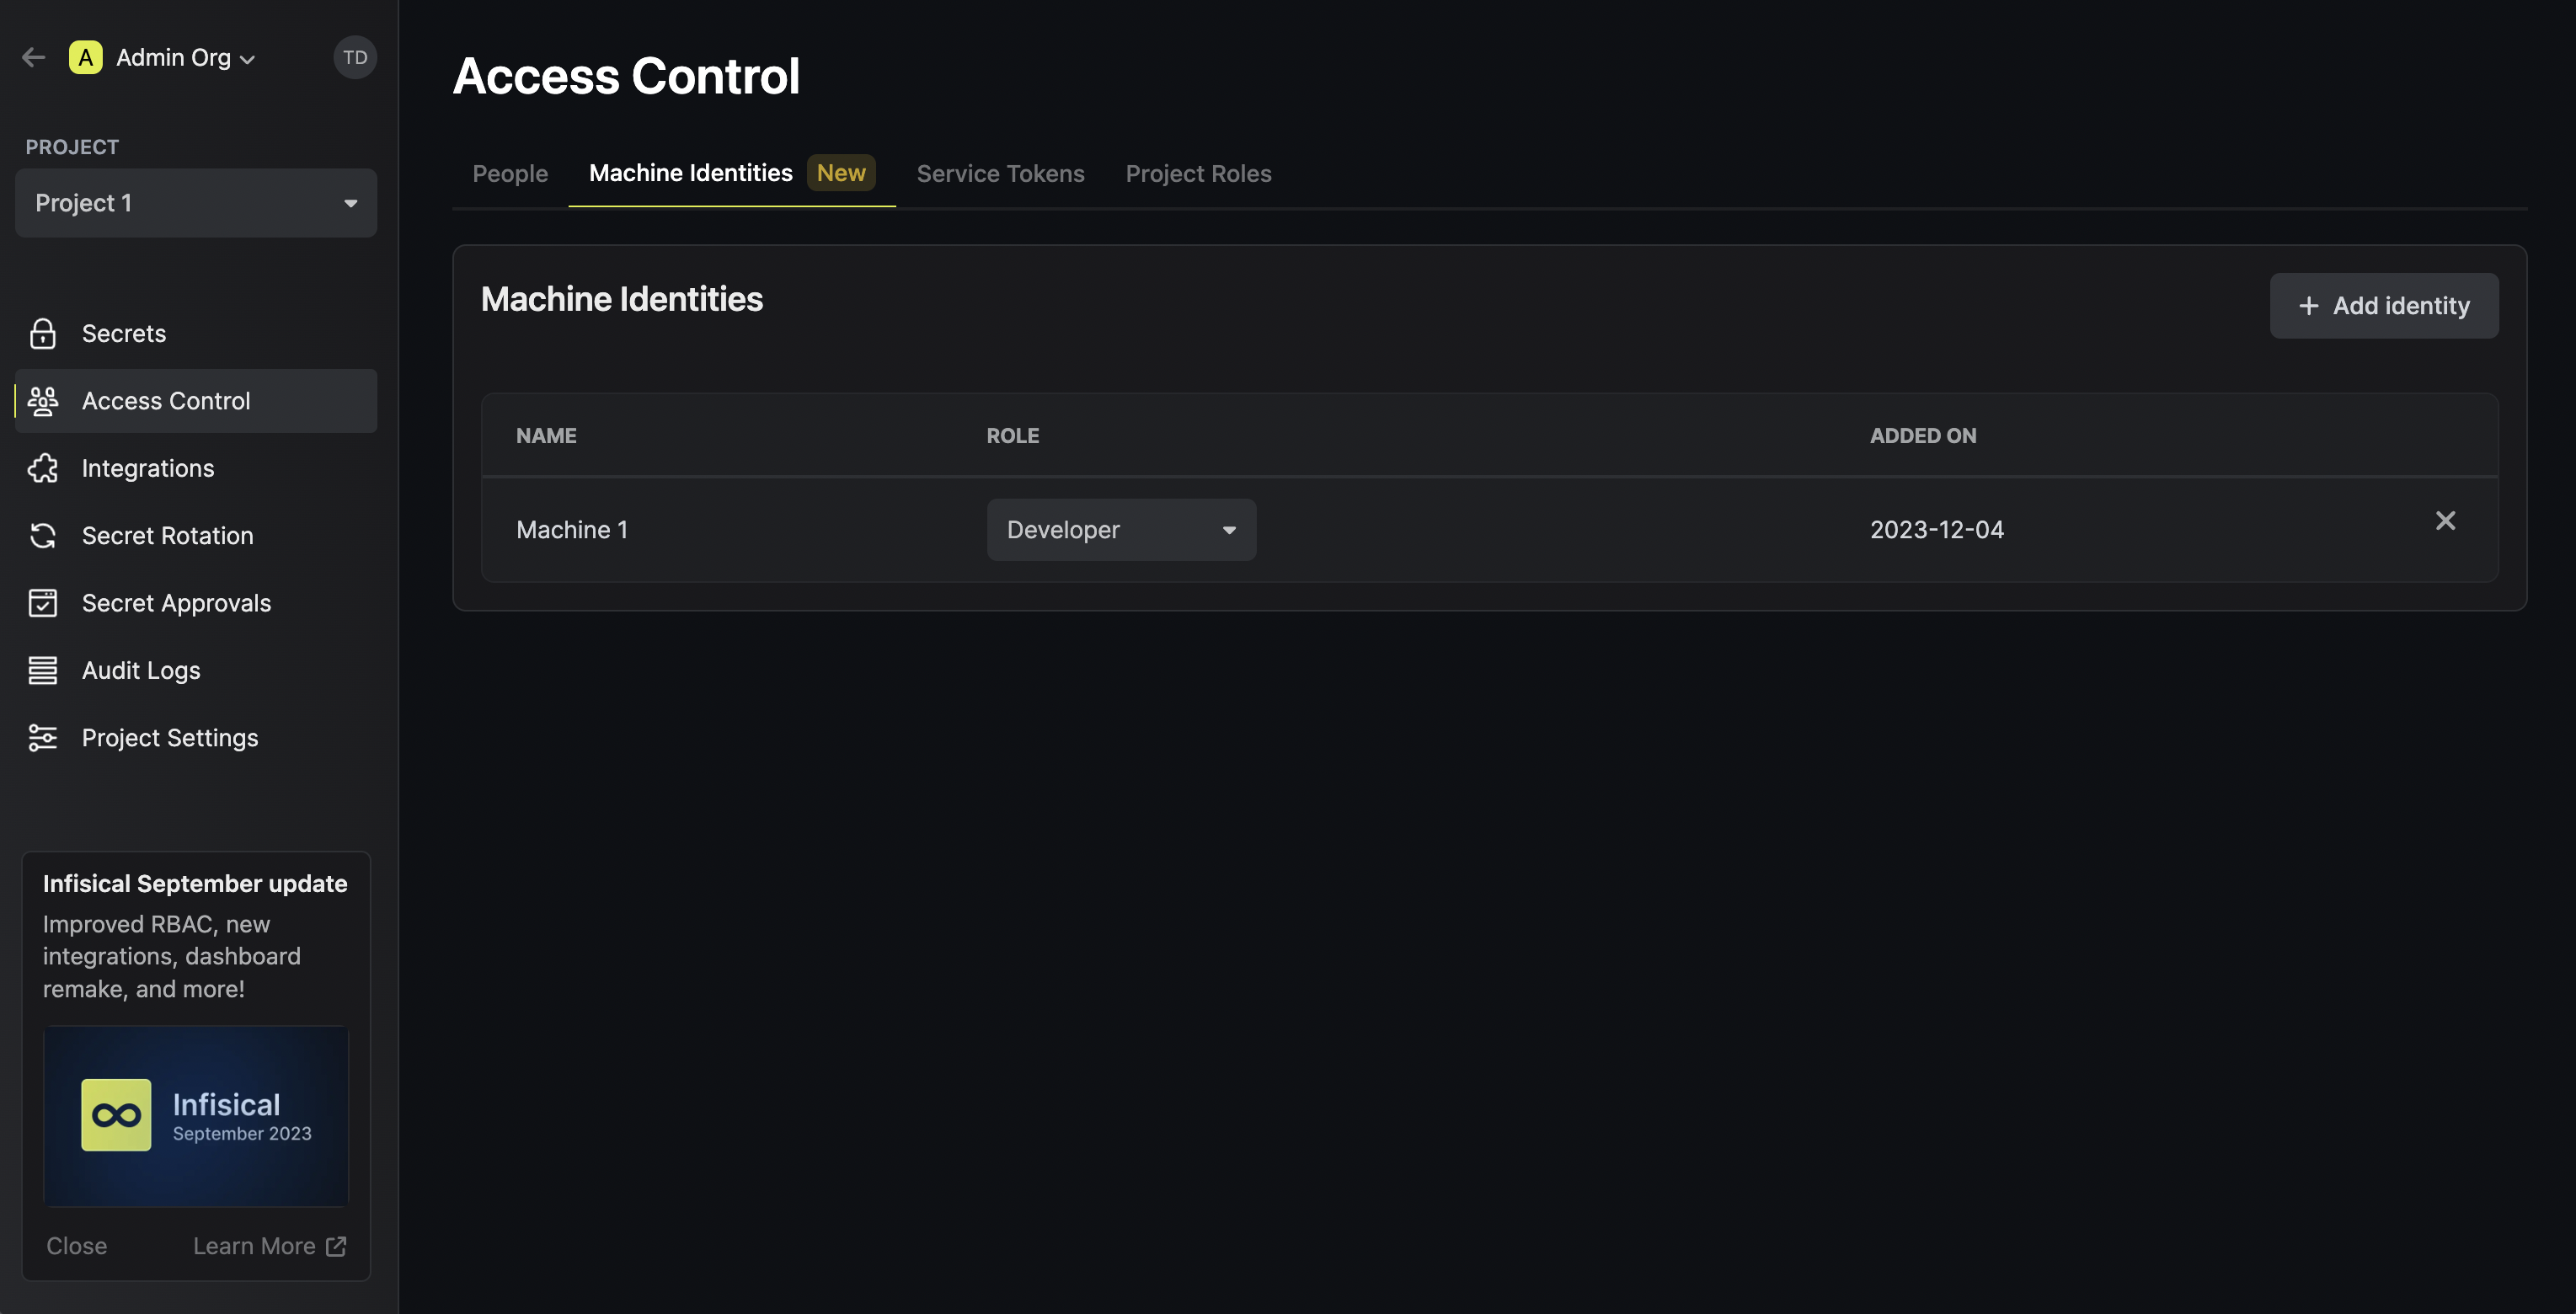 A Admin Org
TD
PROJECT
Project 1
Secrets
Access Control
Integrations
Secret Rotation
Secret Approvals
Audit Logs
Project Settings
Infisical September update
Improved RBAC, new
integrations, dashboard
remake, and more!
Infisical
September 2023
Close Learn More
Access Control
People Machine Identities New Service Tokens Project Roles
Machine Identities
Add identity
NAME ROLE ADDED ON
Machine 1 Developer 2023-12-04